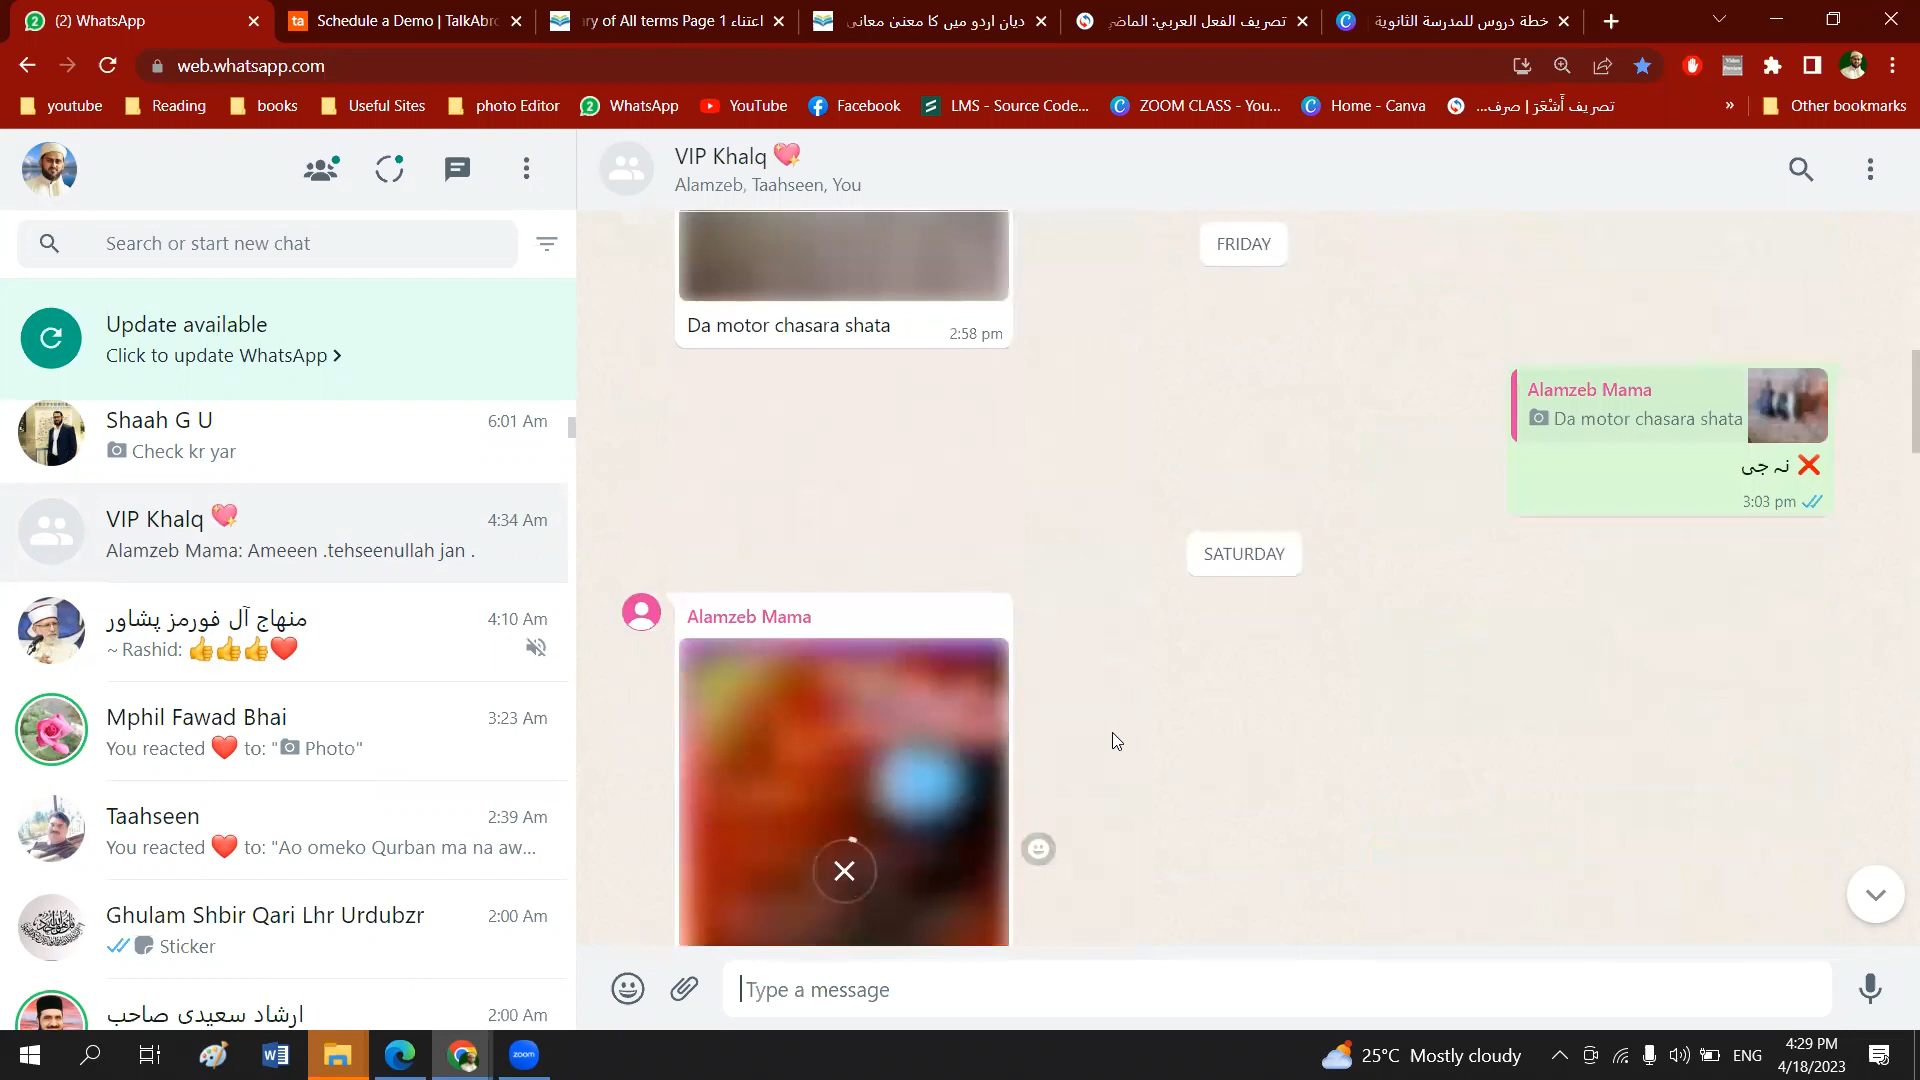 (2) WhatsApp
Schedule a Demo | TalkAbro
ry of All terms Page 1 اعتناء
دیان اردو میں کا معنیٰ معانی
تصريف الفعل العربي: الماضي
خطة دروس للمدرسة الثانوية
web.whatsapp.com
youtube
Reading
books
Useful Sites
photo Editor
WhatsApp
YouTube
Facebook
LMS - Source Code...
ZOOM CLASS - You...
Home - Canva
تصريف أَشْعَرَ | صرف...
»
Other bookmarks
VIP Khalq 💖
Alamzeb, Taahseen, You
Search or start new chat
Update available
Click to update WhatsApp
Shaah G U
6:01 Am
Check kr yar
VIP Khalq 💖
4:34 Am
Alamzeb Mama: Ameeen .tehseenullah jan .
منہاج آل فورمز پشاور
4:10 Am
~ Rashid: 👍👍👍❤️
Mphil Fawad Bhai
3:23 Am
You reacted ❤️ to: "📷 Photo"
Taahseen
2:39 Am
You reacted ❤️ to: "Ao omeko Qurban ma na aw...
Ghulam Shbir Qari Lhr Urdubzr
2:00 Am
Sticker
ارشاد سعیدی صاحب
2:00 Am
FRIDAY
Da motor chasara shata
2:58 pm
Alamzeb Mama
Da motor chasara shata
❌ نہ جی
3:03 pm
SATURDAY
Alamzeb Mama
Type a message
zoom
25°C Mostly cloudy
ENG
4:29 PM
4/18/2023